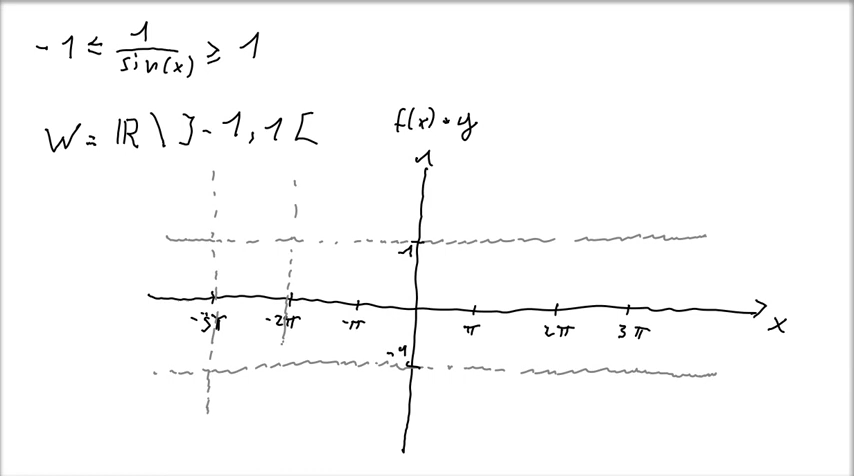 -1 ≤ 1/sin(x) ≥ 1
W = ℝ \ ]-1, 1[
f(x) = y
1
-3π -2π -π π 2π 3π
x
-1